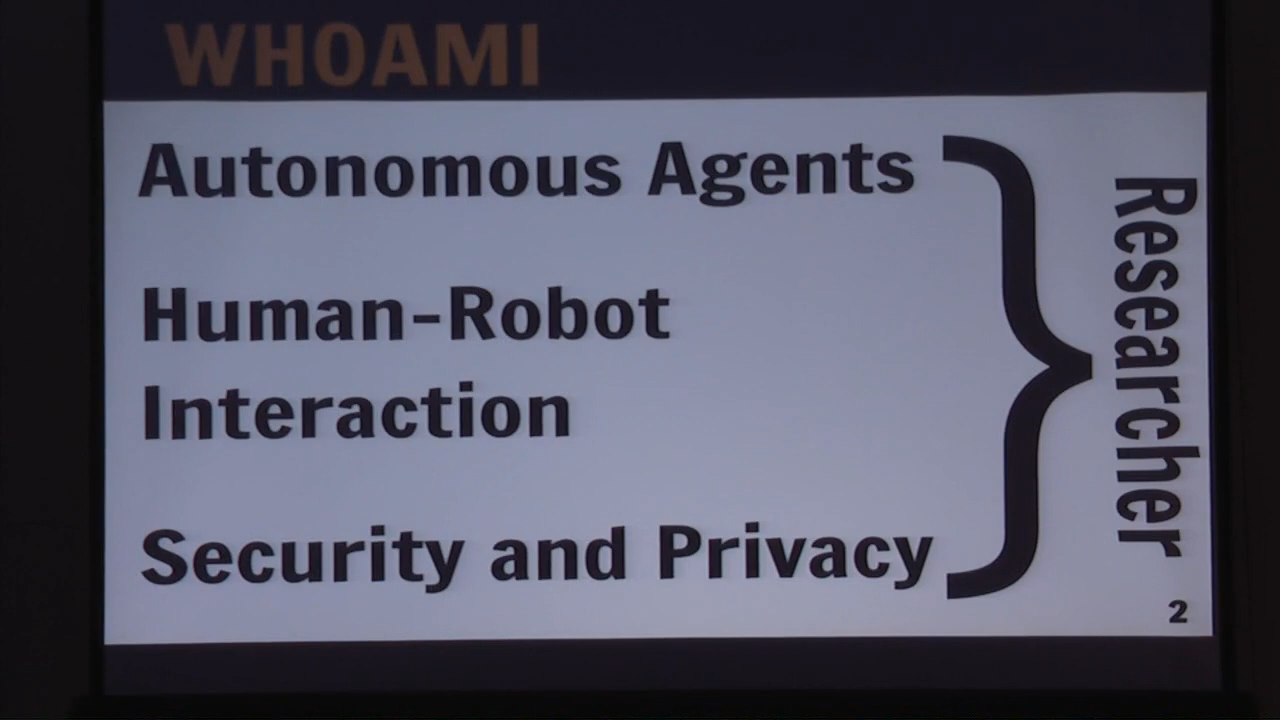 WHOAMI
Autonomous Agents
Human-Robot
Interaction
Security and Privacy
Researcher
2